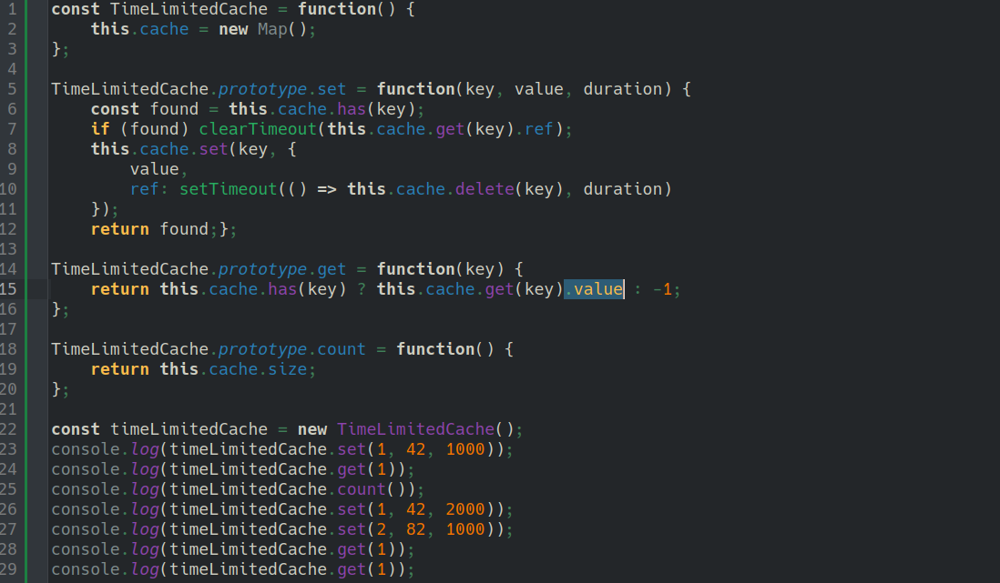 1 const TimeLimitedCache = function() {
2     this.cache = new Map();
3 };
4
5 TimeLimitedCache.prototype.set = function(key, value, duration) {
6     const found = this.cache.has(key);
7     if (found) clearTimeout(this.cache.get(key).ref);
8     this.cache.set(key, {
9         value,
10         ref: setTimeout(() => this.cache.delete(key), duration)
11     });
12     return found;};
13
14 TimeLimitedCache.prototype.get = function(key) {
15     return this.cache.has(key) ? this.cache.get(key).value : -1;
16 };
17
18 TimeLimitedCache.prototype.count = function() {
19     return this.cache.size;
20 };
21
22 const timeLimitedCache = new TimeLimitedCache();
23 console.log(timeLimitedCache.set(1, 42, 1000));
24 console.log(timeLimitedCache.get(1));
25 console.log(timeLimitedCache.count());
26 console.log(timeLimitedCache.set(1, 42, 2000));
27 console.log(timeLimitedCache.set(2, 82, 1000));
28 console.log(timeLimitedCache.get(1));
29 console.log(timeLimitedCache.get(1));